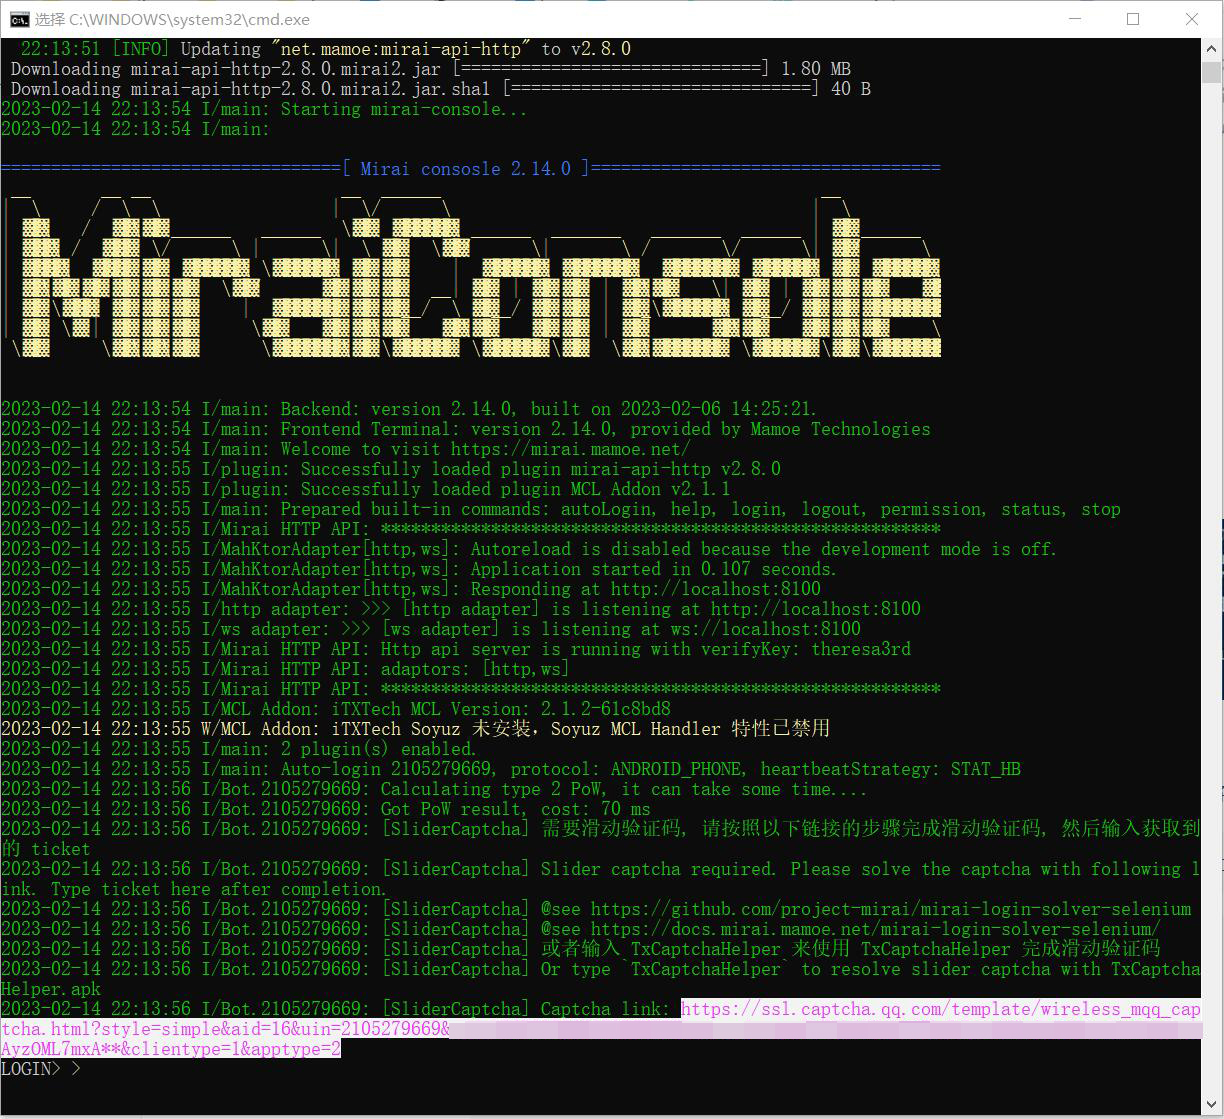 选择 C:\WINDOWS\system32\cmd.exe
22:13:51 [INFO] Updating "net.mamoe:mirai-api-http" to v2.8.0
Downloading mirai-api-http-2.8.0.mirai2.jar [==============================] 1.80 MB
Downloading mirai-api-http-2.8.0.mirai2.jar.sha1 [==============================] 40 B
2023-02-14 22:13:54 I/main: Starting mirai-console...
2023-02-14 22:13:54 I/main:
==================================[ Mirai consosle 2.14.0 ]===================================
MiraiConsole
2023-02-14 22:13:54 I/main: Backend: version 2.14.0, built on 2023-02-06 14:25:21.
2023-02-14 22:13:54 I/main: Frontend Terminal: version 2.14.0, provided by Mamoe Technologies
2023-02-14 22:13:54 I/main: Welcome to visit https://mirai.mamoe.net/
2023-02-14 22:13:55 I/plugin: Successfully loaded plugin mirai-api-http v2.8.0
2023-02-14 22:13:55 I/plugin: Successfully loaded plugin MCL Addon v2.1.1
2023-02-14 22:13:55 I/main: Prepared built-in commands: autoLogin, help, login, logout, permission, status, stop
2023-02-14 22:13:55 I/Mirai HTTP API: ********************************************************
2023-02-14 22:13:55 I/MahKtorAdapter[http,ws]: Autoreload is disabled because the development mode is off.
2023-02-14 22:13:55 I/MahKtorAdapter[http,ws]: Application started in 0.107 seconds.
2023-02-14 22:13:55 I/MahKtorAdapter[http,ws]: Responding at http://localhost:8100
2023-02-14 22:13:55 I/http adapter: >>> [http adapter] is listening at http://localhost:8100
2023-02-14 22:13:55 I/ws adapter: >>> [ws adapter] is listening at ws://localhost:8100
2023-02-14 22:13:55 I/Mirai HTTP API: Http api server is running with verifyKey: theresa3rd
2023-02-14 22:13:55 I/Mirai HTTP API: adaptors: [http,ws]
2023-02-14 22:13:55 I/Mirai HTTP API: ********************************************************
2023-02-14 22:13:55 I/MCL Addon: iTXTech MCL Version: 2.1.2-61c8bd8
2023-02-14 22:13:55 W/MCL Addon: iTXTech Soyuz 未安装，Soyuz MCL Handler 特性已禁用
2023-02-14 22:13:55 I/main: 2 plugin(s) enabled.
2023-02-14 22:13:55 I/main: Auto-login 2105279669, protocol: ANDROID_PHONE, heartbeatStrategy: STAT_HB
2023-02-14 22:13:56 I/Bot.2105279669: Calculating type 2 PoW, it can take some time....
2023-02-14 22:13:56 I/Bot.2105279669: Got PoW result, cost: 70 ms
2023-02-14 22:13:56 I/Bot.2105279669: [SliderCaptcha] 需要滑动验证码, 请按照以下链接的步骤完成滑动验证码, 然后输入获取到
的 ticket
2023-02-14 22:13:56 I/Bot.2105279669: [SliderCaptcha] Slider captcha required. Please solve the captcha with following l
ink. Type ticket here after completion.
2023-02-14 22:13:56 I/Bot.2105279669: [SliderCaptcha] @see https://github.com/project-mirai/mirai-login-solver-selenium
2023-02-14 22:13:56 I/Bot.2105279669: [SliderCaptcha] @see https://docs.mirai.mamoe.net/mirai-login-solver-selenium/
2023-02-14 22:13:56 I/Bot.2105279669: [SliderCaptcha] 或者输入 TxCaptchaHelper 来使用 TxCaptchaHelper 完成滑动验证码
2023-02-14 22:13:56 I/Bot.2105279669: [SliderCaptcha] Or type `TxCaptchaHelper` to resolve slider captcha with TxCaptcha
Helper.apk
2023-02-14 22:13:56 I/Bot.2105279669: [SliderCaptcha] Captcha link: https://ssl.captcha.qq.com/template/wireless_mqq_cap
tcha.html?style=simple&aid=16&uin=2105279669&
AyzOML7mxA**&clientype=1&apptype=2
LOGIN> >